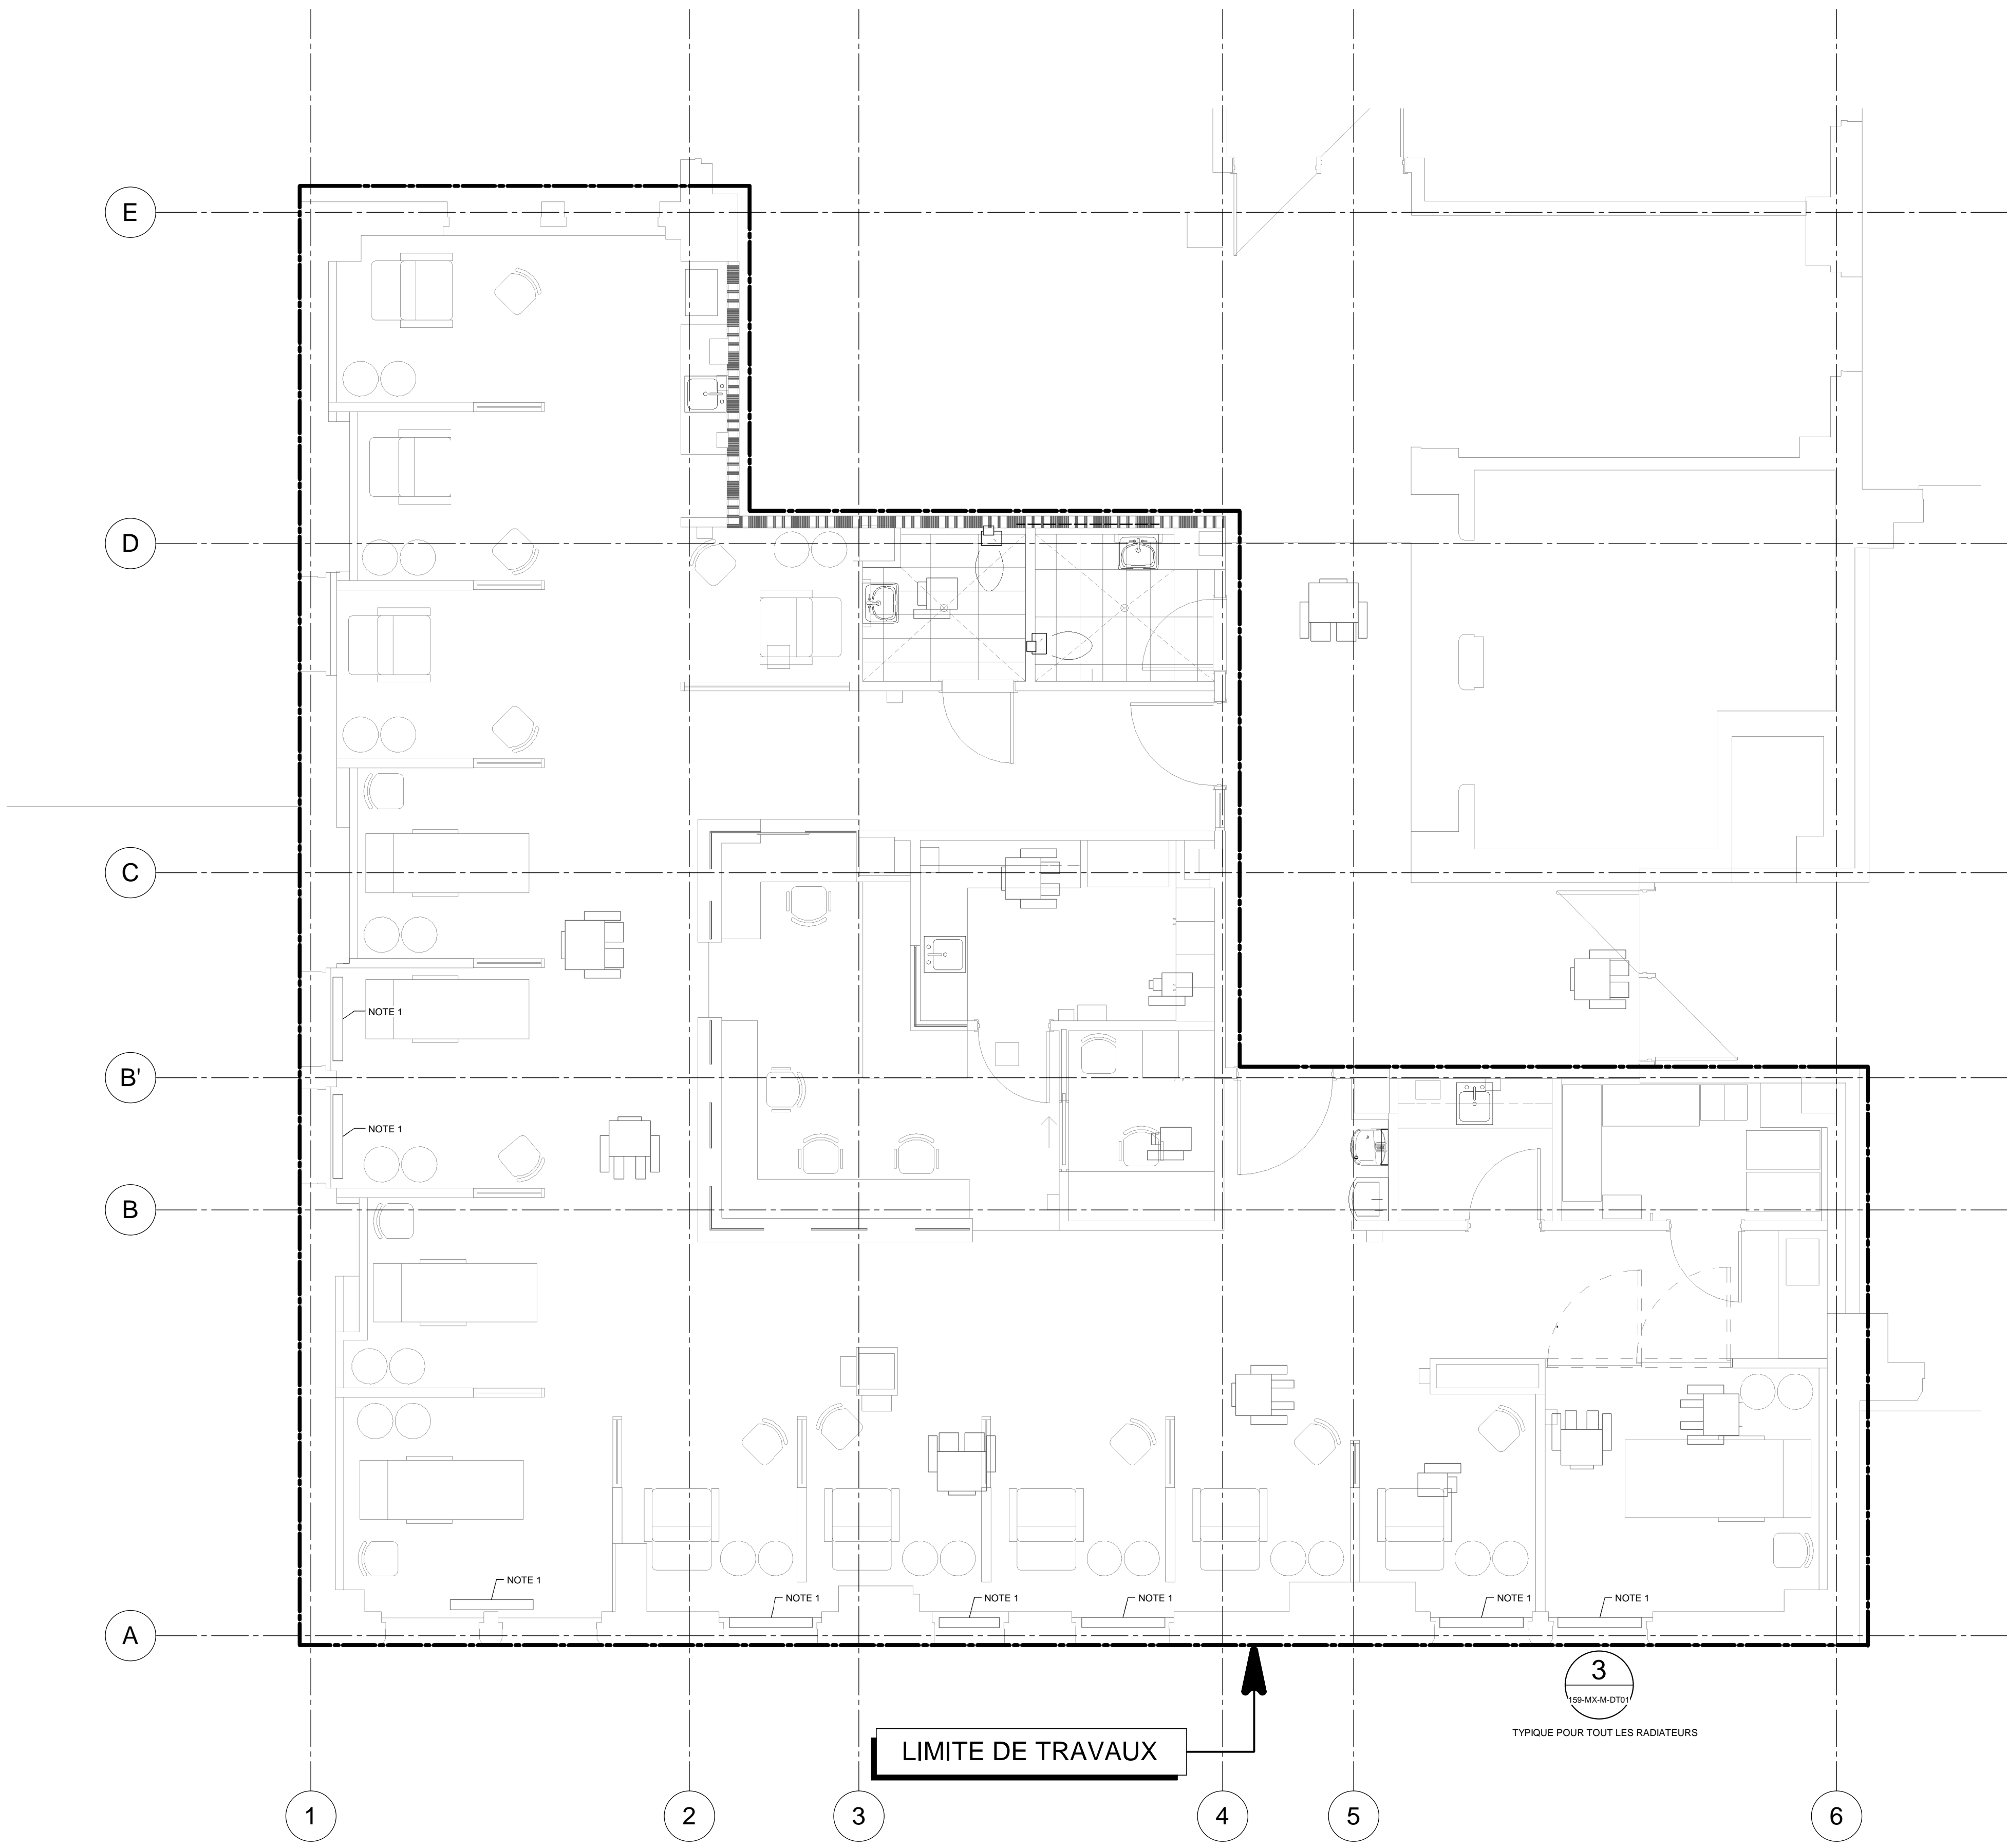 E
D
C
NOTE 1
B'
NOTE 1
B
NOTE 1
NOTE 1
NOTE 1
NOTE 1
NOTE 1
NOTE 1
A
3
159-MX-M-DT01
TYPIQUE POUR TOUT LES RADIATEURS
LIMITE DE TRAVAUX
1
2
3
4
5
6